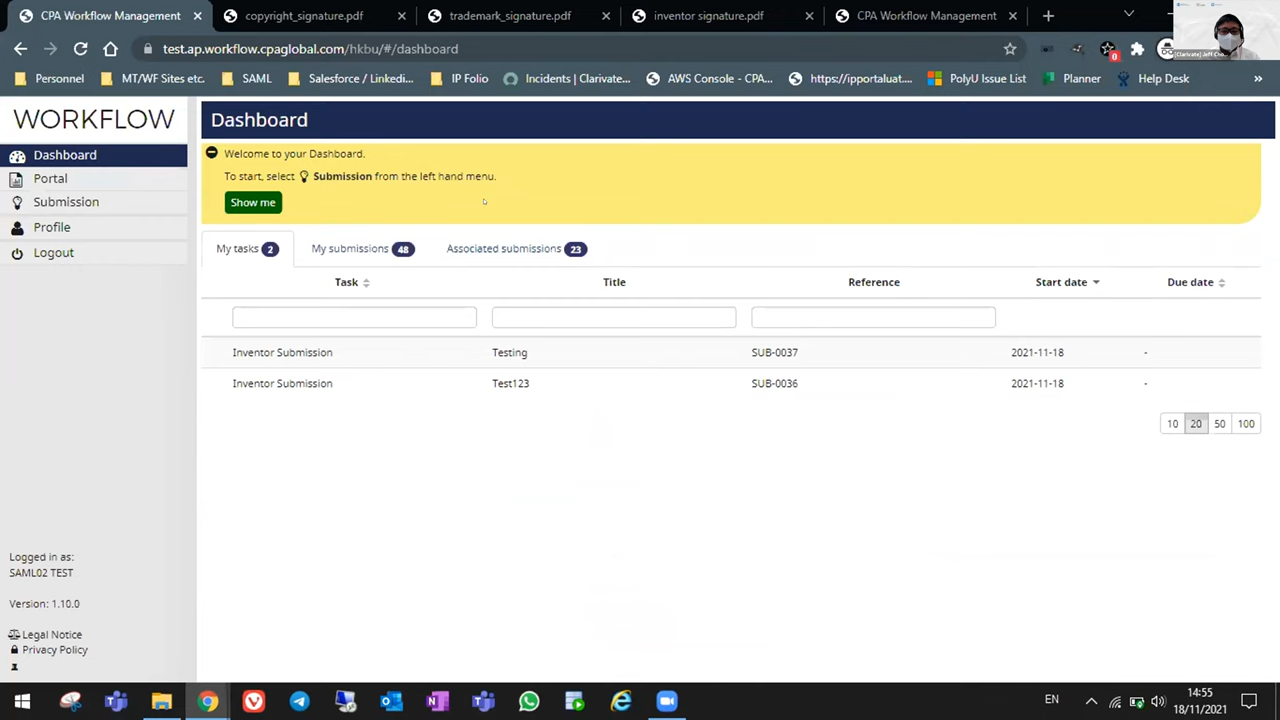 CPA Workflow Management
copyright_signature.pdf
trademark_signature.pdf
inventor signature.pdf
CPA Workflow Management
test.ap.workflow.cpaglobal.com/hkbu/#/dashboard
0
Personnel
MT/WF Sites etc.
SAML
Salesforce / Linkedi...
IP Folio
Incidents | Clarivate...
AWS Console - CPA...
https://ipportaluat...
PolyU Issue List
Planner
Help Desk
»
WORKFLOW
Dashboard
Portal
Submission
Profile
Logout
Dashboard
Welcome to your Dashboard.
To start, select Submission from the left hand menu.
Show me
My tasks 2
My submissions 48
Associated submissions 23
Task Title Reference Start date Due date
Inventor Submission Testing SUB-0037 2021-11-18 -
Inventor Submission Test123 SUB-0036 2021-11-18 -
10 20 50 100
Logged in as:
SAML02 TEST
Version: 1.10.0
Legal Notice
Privacy Policy
EN
14:55
18/11/2021